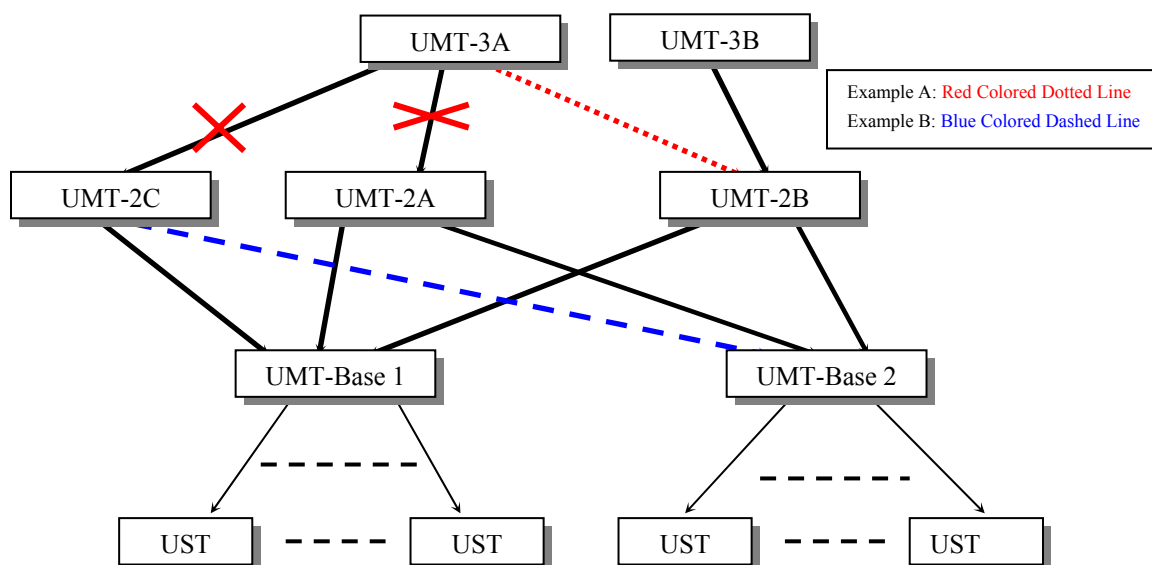 UMT-3A
UMT-3B
Example A: Red Colored Dotted Line
Example B: Blue Colored Dashed Line
UMT-2C
UMT-2A
UMT-2B
UMT-Base 1
UMT-Base 2
UST
UST
UST
UST